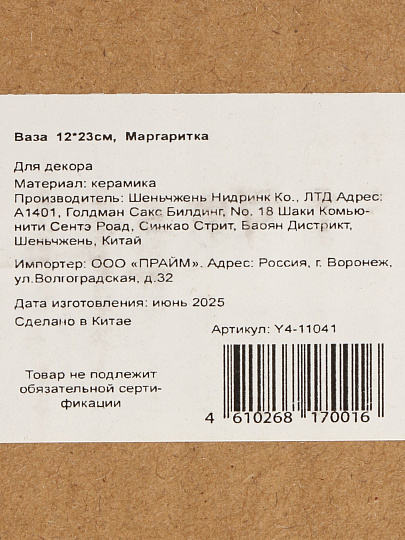 Ваза 12*23см, Маргаритка
Для декора
Материал: керамика
Производитель: Шеньчжень Нидринк Ко., ЛТД Адрес:
А1401, Голдман Сакс Билдинг, No. 18 Шаки Комью-
нити Сентэ Роад, Синкао Стрит, Баоян Дистрикт,
Шеньчжень, Китай
Импортер: ООО «ПРАЙМ». Адрес: Россия, г. Воронеж,
ул.Волгоградская, д.32
Дата изготовления: июнь 2025
Сделано в Китае
Артикул: Y4-11041
Товар не подлежит
обязательной серти-
фикации
4 610268 170016